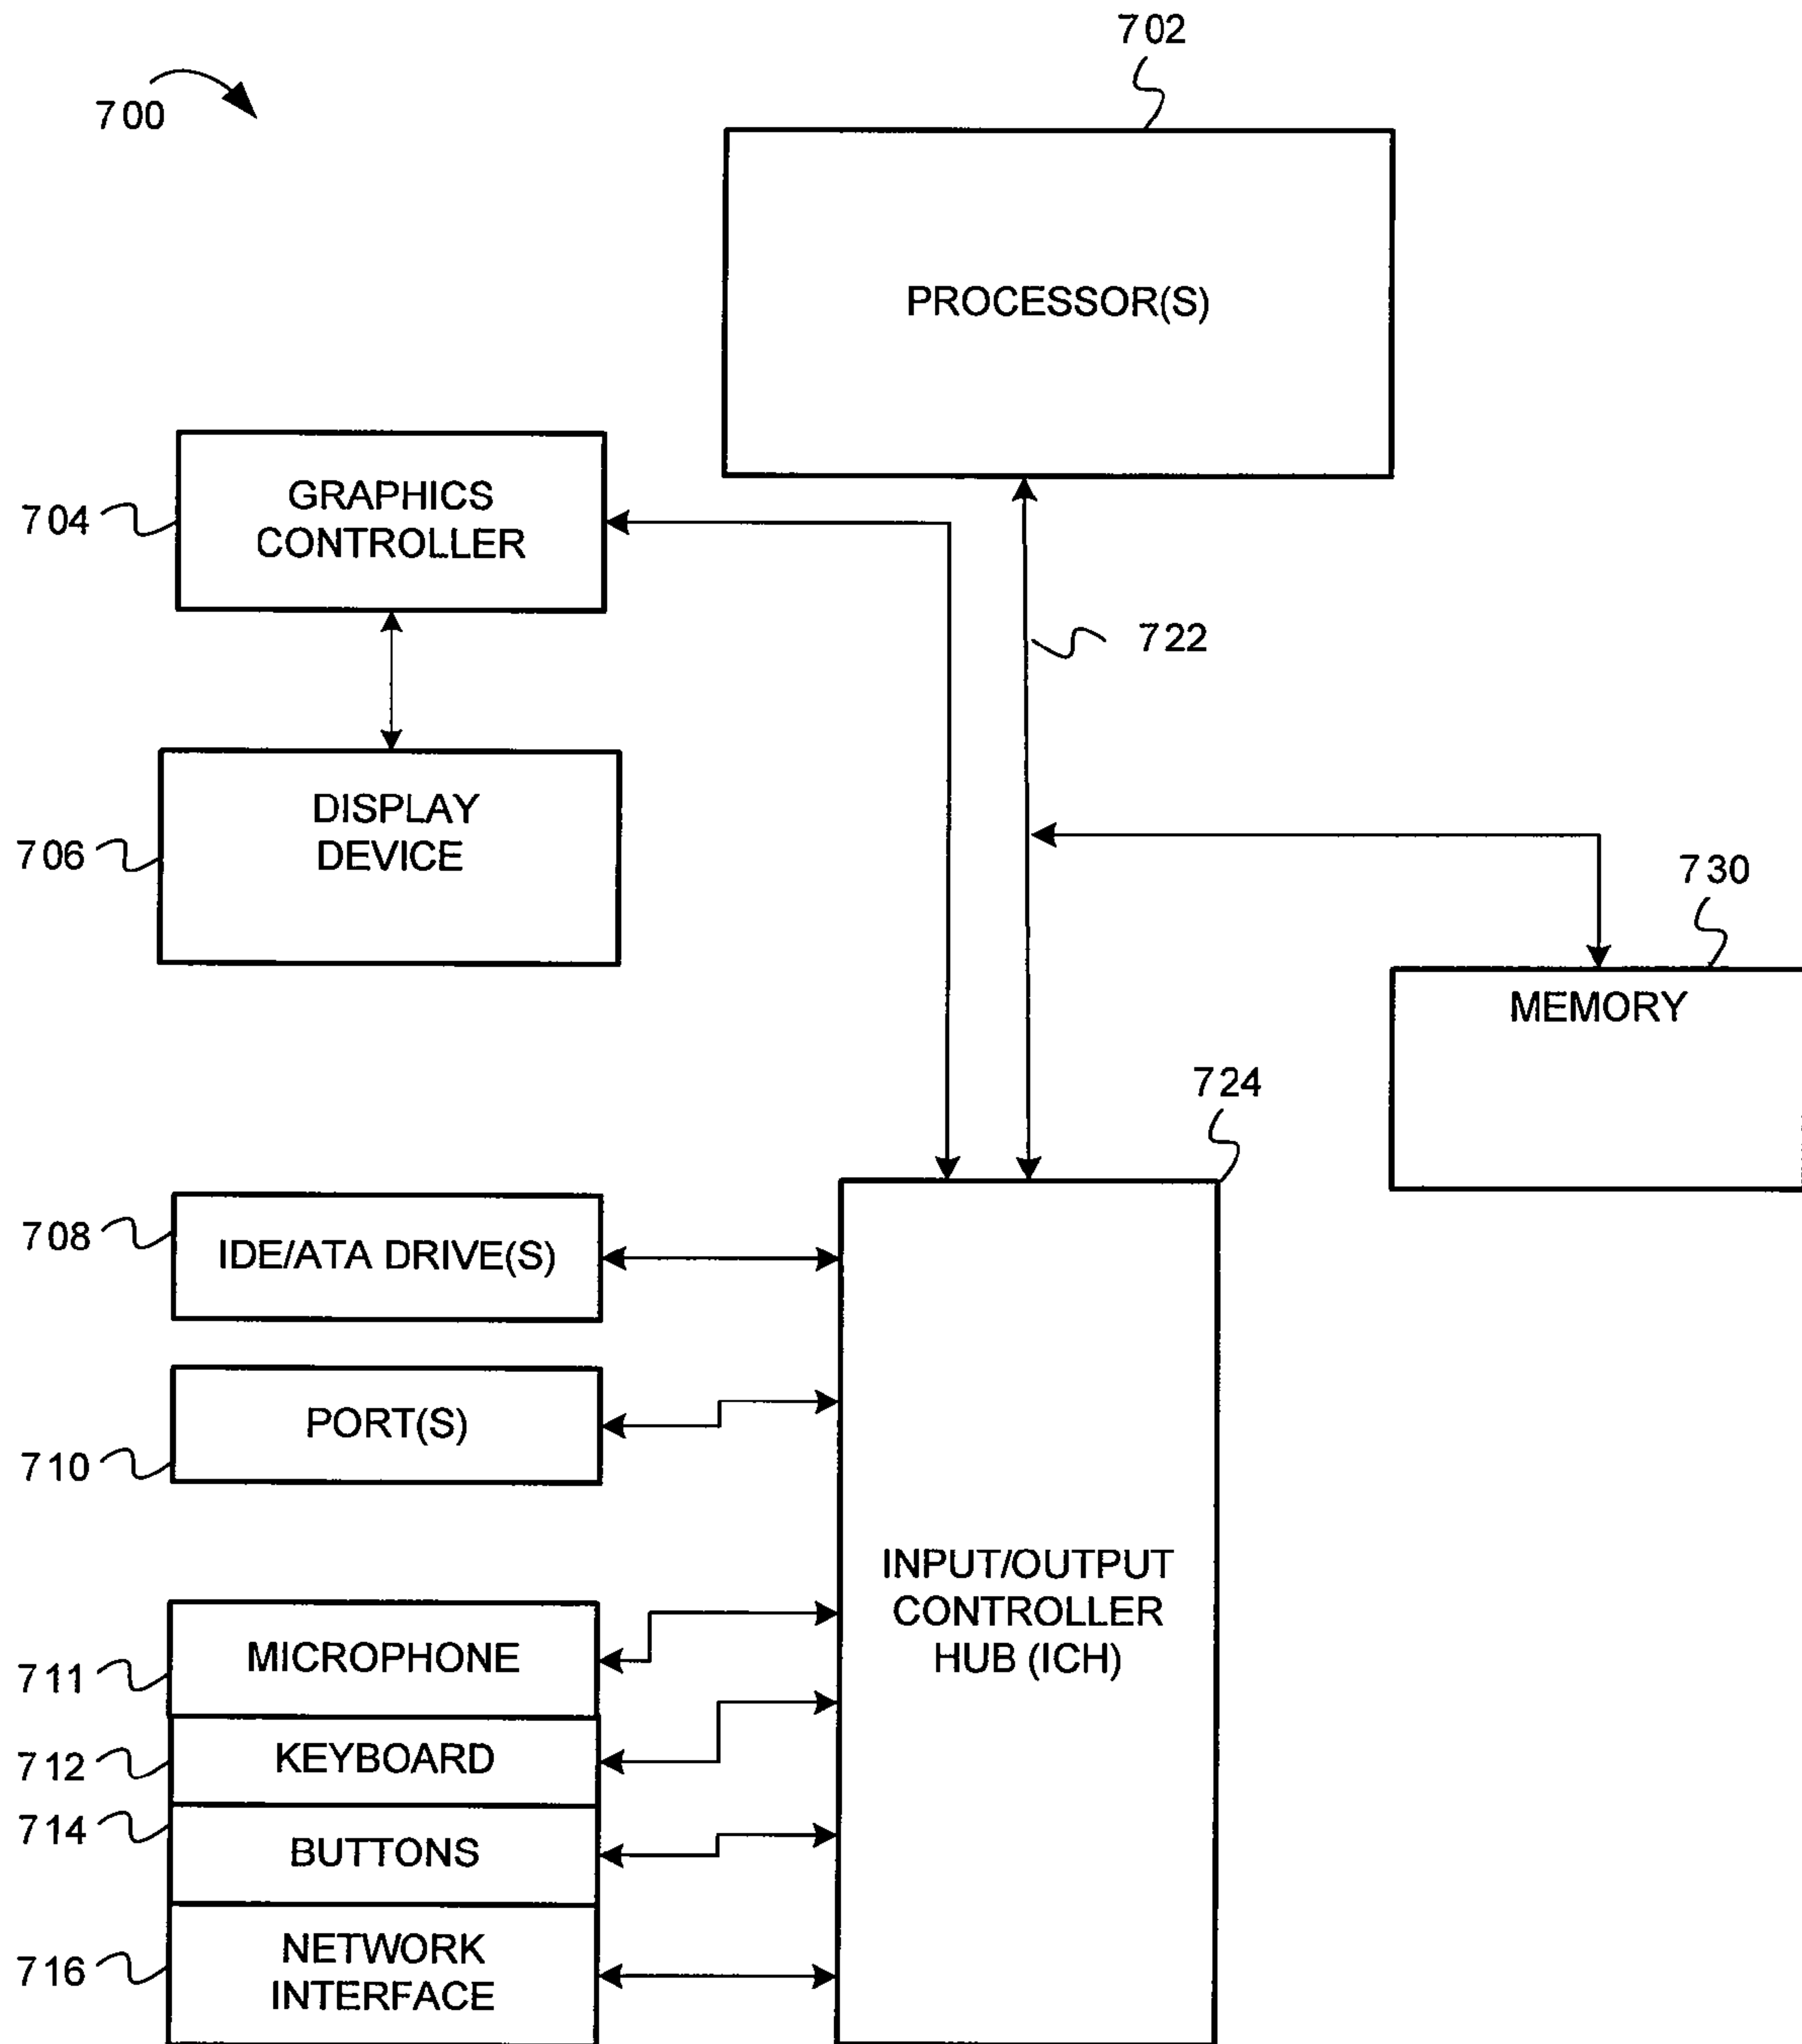 702
700
PROCESSOR(S)
704
GRAPHICS
CONTROLLER
722
706
DISPLAY
DEVICE
730
MEMORY
724
708
IDE/ATA DRIVE(S)
710
PORT(S)
INPUT/OUTPUT
CONTROLLER
HUB (ICH)
711
MICROPHONE
712
KEYBOARD
714
BUTTONS
716
NETWORK
INTERFACE